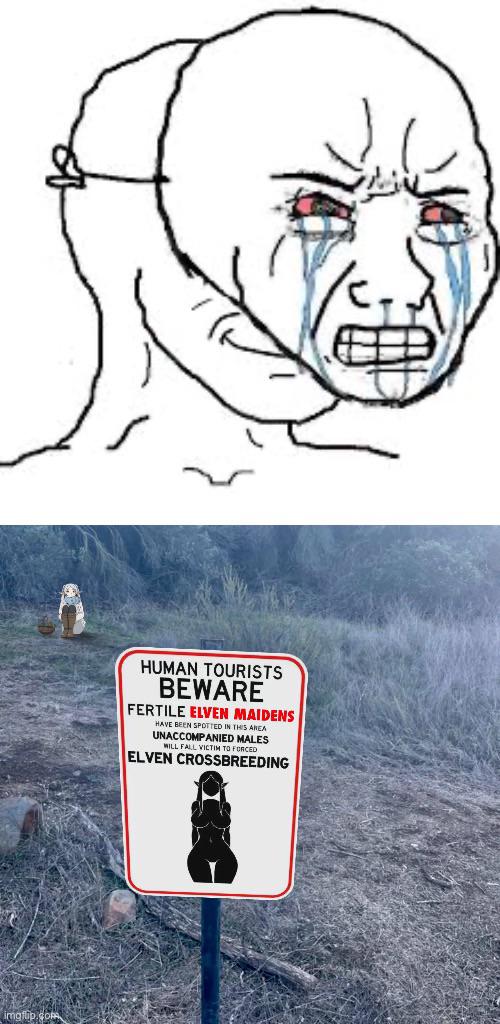 HUMAN TOURISTS
BEWARE
FERTILE ELVEN MAIDENS
HAVE BEEN SPOTTED IN THIS AREA
UNACCOMPANIED MALES
WILL FALL VICTIM TO FORCED
ELVEN CROSSBREEDING
imgflip.com